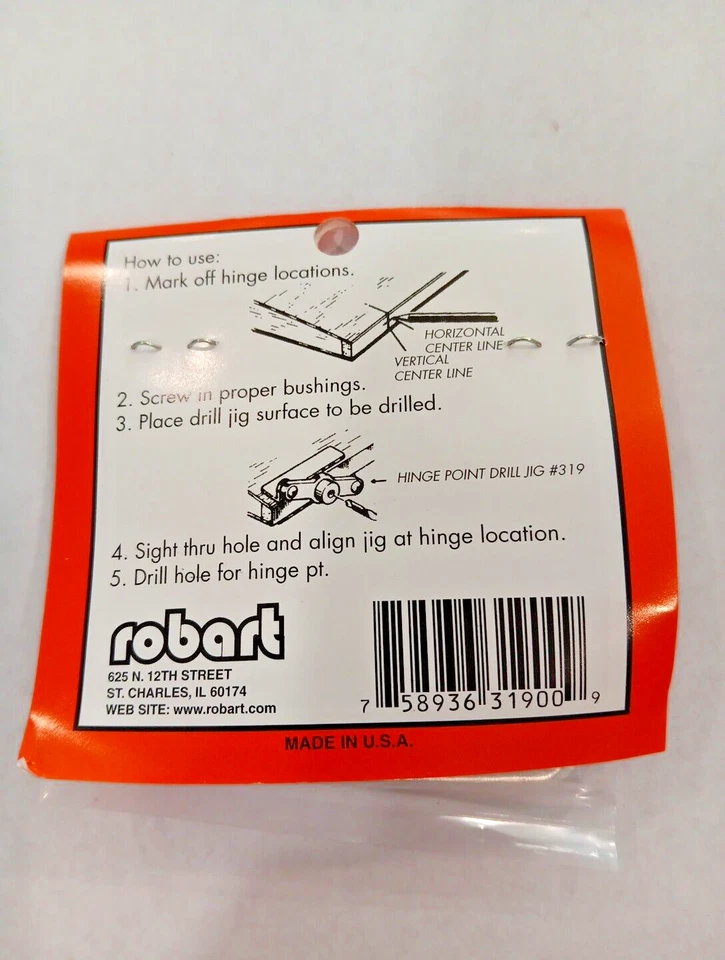 How to use:
1. Mark off hinge locations.
HORIZONTAL
CENTER LINE
VERTICAL
CENTER LINE
2. Screw in proper bushings.
3. Place drill jig surface to be drilled.
HINGE POINT DRILL JIG #319
4. Sight thru hole and align jig at hinge location.
5. Drill hole for hinge pt.
robart
625 N. 12TH STREET
ST. CHARLES, IL 60174
WEB SITE: www.robart.com
7 58936 31900 9
MADE IN U.S.A.